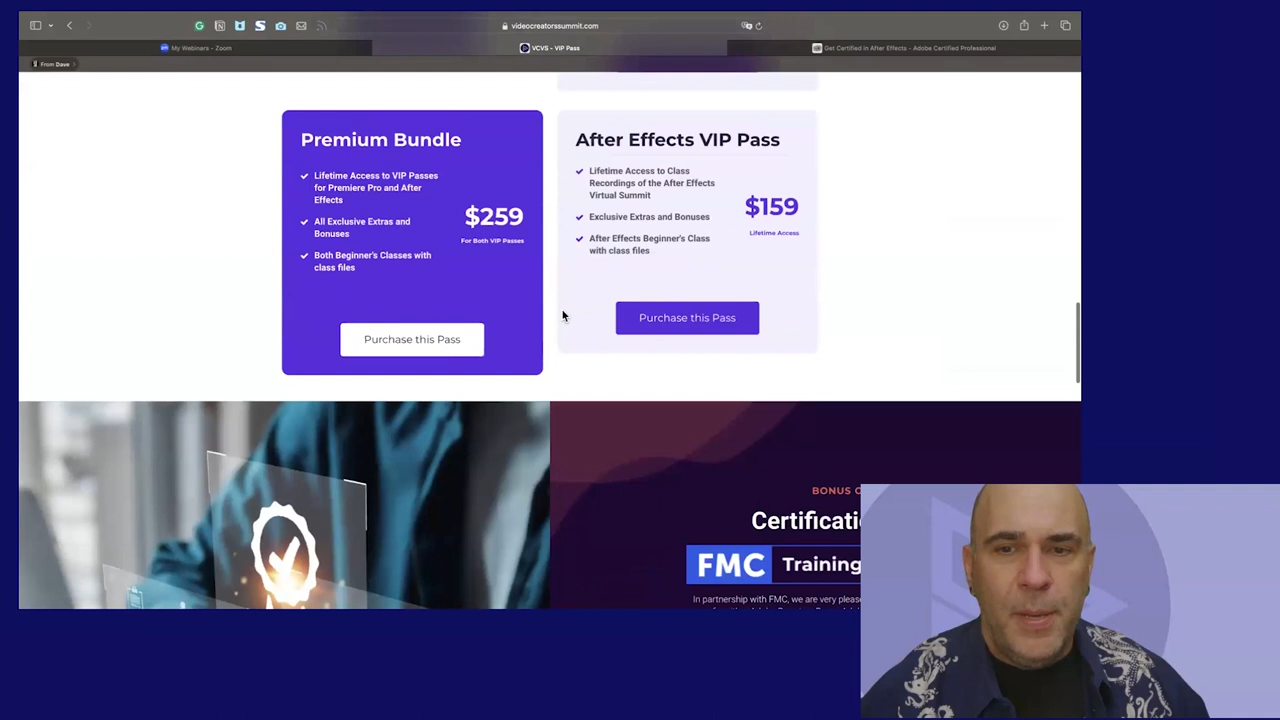 videocreatorssummit.com
My Webinars - Zoom
VCVS - VIP Pass
Get Certified in After Effects - Adobe Certified Professional
From Dave
Premium Bundle
Lifetime Access to VIP Passes
for Premiere Pro and After
Effects
All Exclusive Extras and
Bonuses
Both Beginner's Classes with
class files
$259
For Both VIP Passes
Purchase this Pass
After Effects VIP Pass
Lifetime Access to Class
Recordings of the After Effects
Virtual Summit
Exclusive Extras and Bonuses
After Effects Beginner's Class
with class files
$159
Lifetime Access
Purchase this Pass
BONUS
Certificati
FMC Training
In partnership with FMC, we are very please